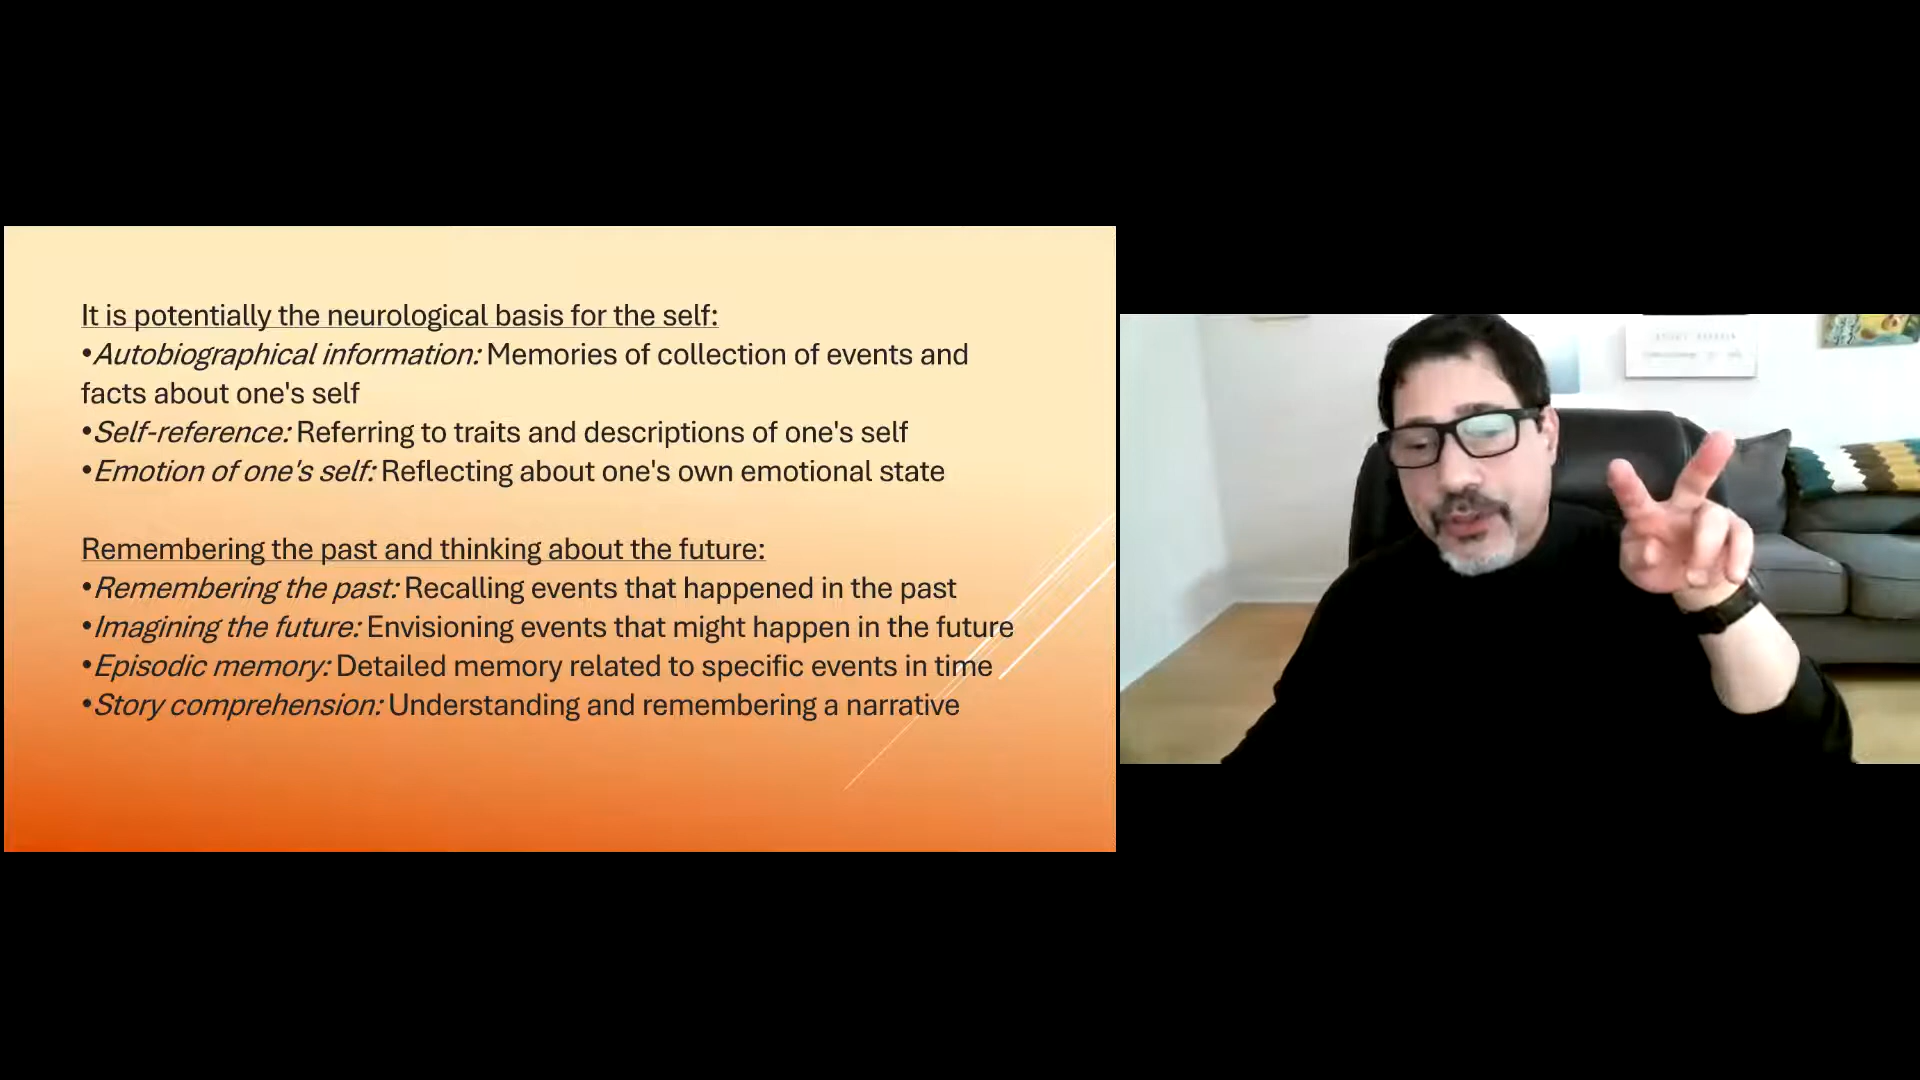 It is potentially the neurological basis for the self:
•Autobiographical information: Memories of collection of events and
facts about one's self
•Self-reference: Referring to traits and descriptions of one's self
•Emotion of one's self: Reflecting about one's own emotional state
Remembering the past and thinking about the future:
•Remembering the past: Recalling events that happened in the past
•Imagining the future: Envisioning events that might happen in the future
•Episodic memory: Detailed memory related to specific events in time
•Story comprehension: Understanding and remembering a narrative